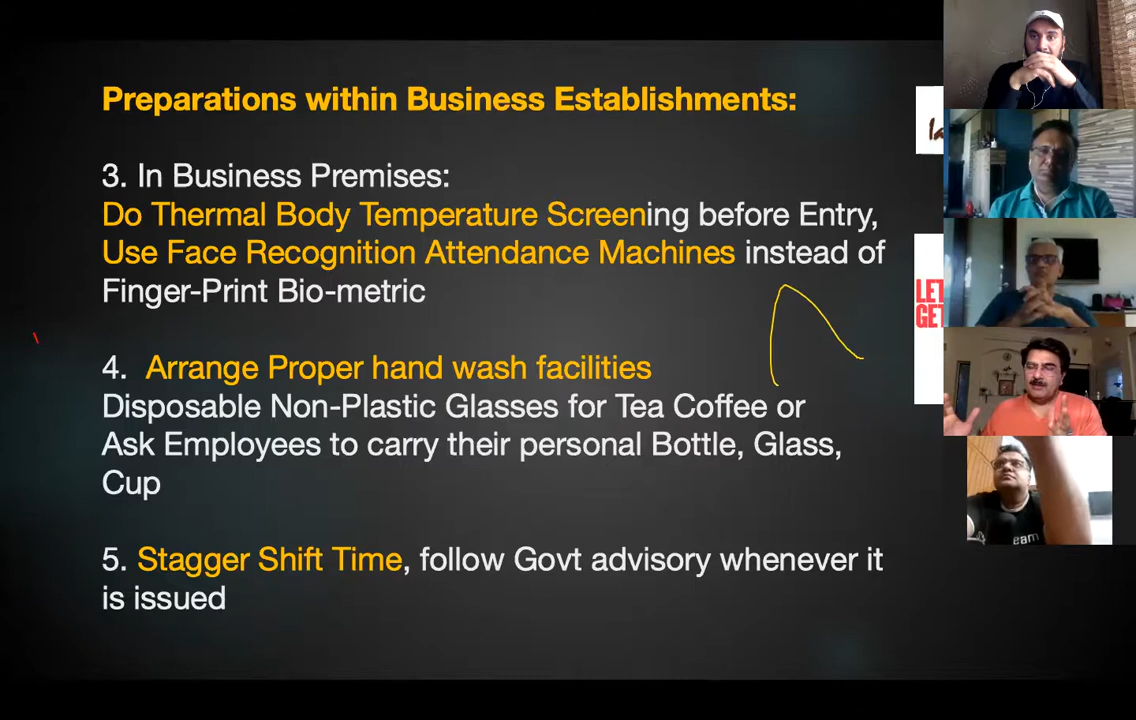 Preparations within Business Establishments:
3. In Business Premises:
Do Thermal Body Temperature Screening before Entry,
Use Face Recognition Attendance Machines instead of
Finger-Print Bio-metric
4. Arrange Proper hand wash facilities
Disposable Non-Plastic Glasses for Tea Coffee or
Ask Employees to carry their personal Bottle, Glass,
Cup
5. Stagger Shift Time, follow Govt advisory whenever it
is issued
LET
GET